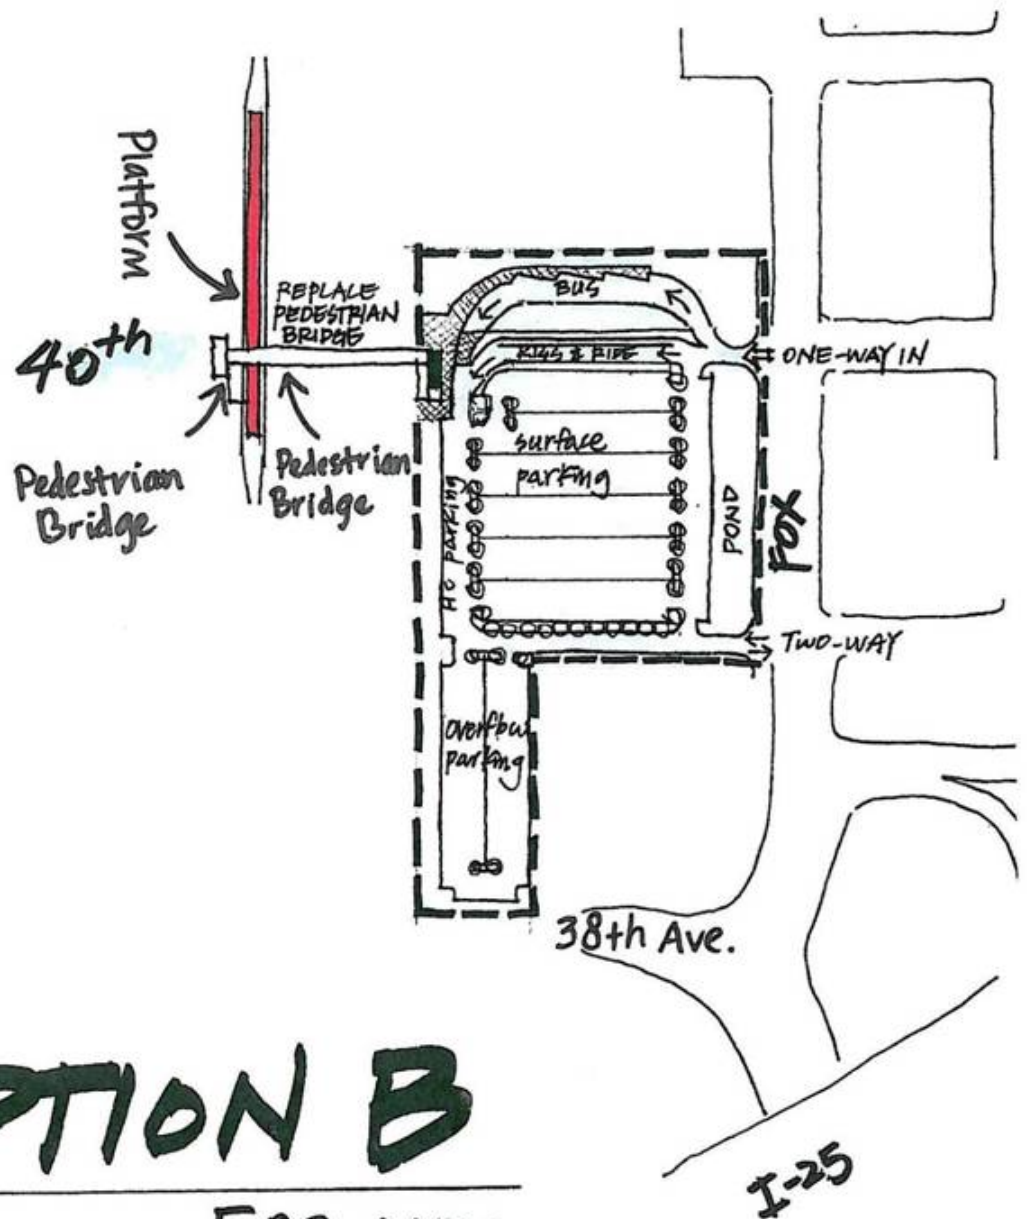 Platform
REPLALE
PEDESTRIAN
BRIDGE
BUS
40th
KISS & RIDE
ONE-WAY IN
surface
parking
Pedestrian
Bridge
Pedestrian
Bridge
HC parking
POND
FOX
TWO-WAY
overflow
parking
38th Ave.
PTION B
I-25